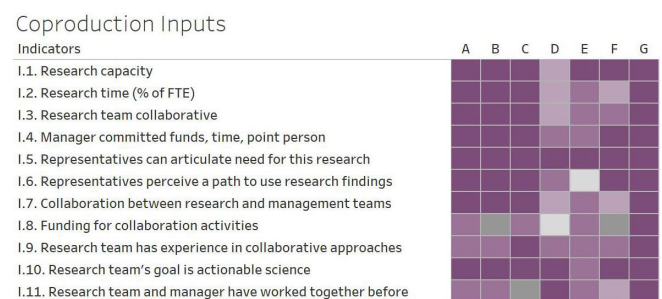 Coproduction Inputs
Indicators A B C D E F G
I.1. Research capacity
I.2. Research time (% of FTE)
I.3. Research team collaborative
I.4. Manager committed funds, time, point person
I.5. Representatives can articulate need for this research
I.6. Representatives perceive a path to use research findings
I.7. Collaboration between research and management teams
I.8. Funding for collaboration activities
I.9. Research team has experience in collaborative approaches
I.10. Research team's goal is actionable science
I.11. Research team and manager have worked together before